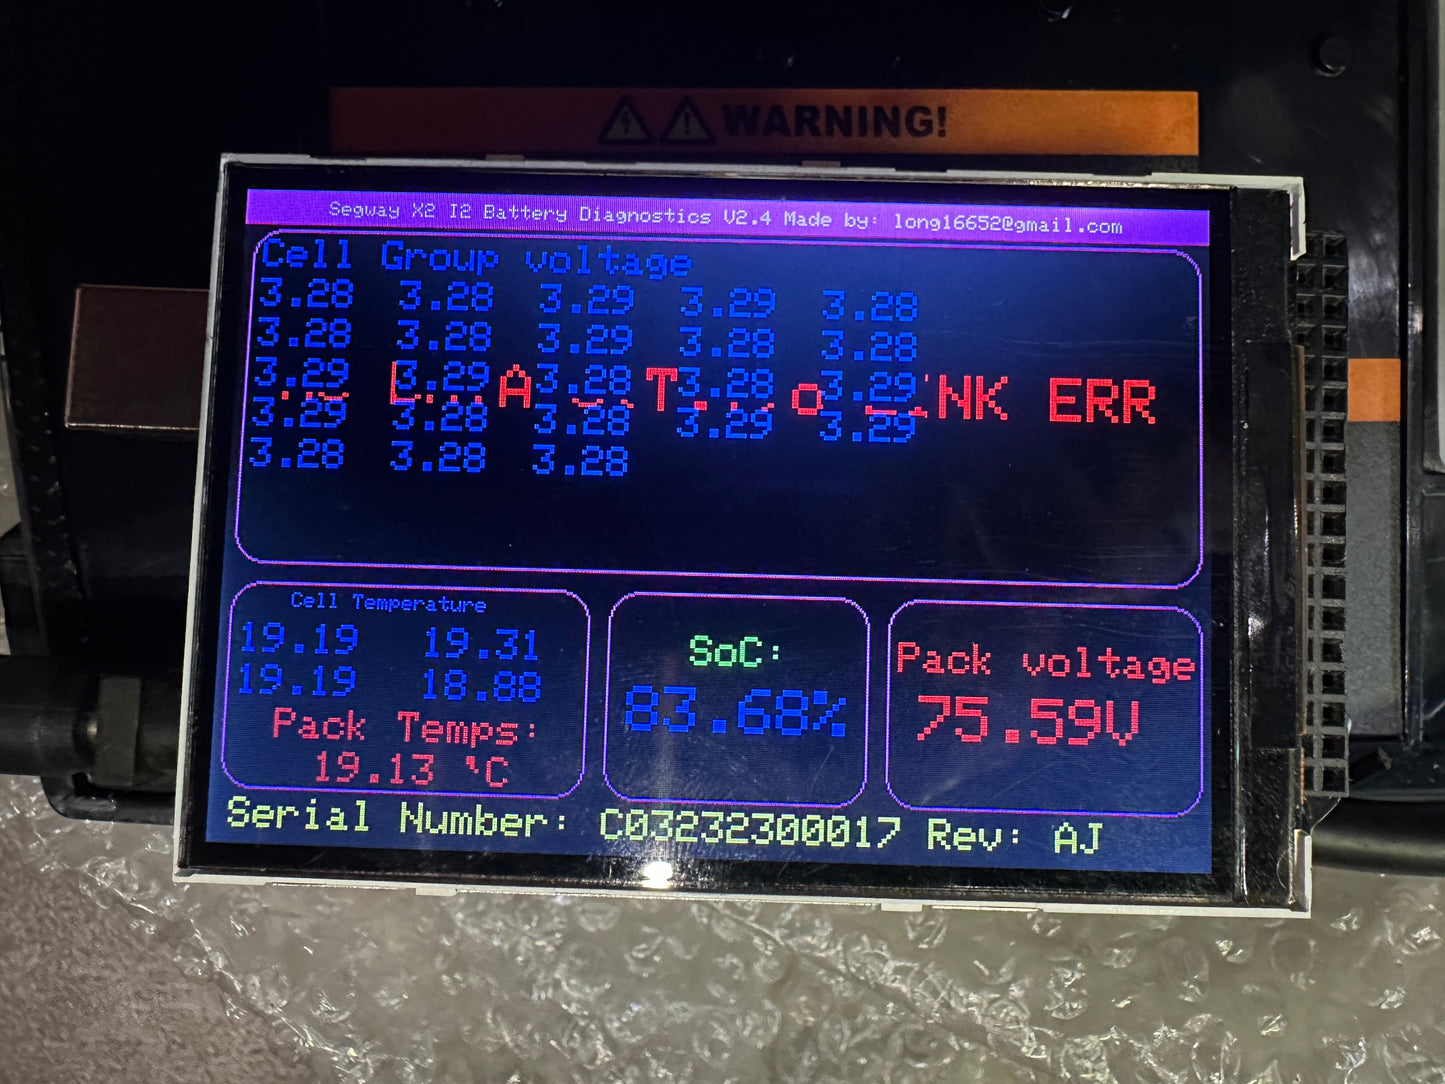 WARNING!
Segway X2 I2 Battery Diagnostics V2.4 Made by: long16652@gmail.com
Cell Group voltage
3.28 3.28 3.29 3.29 3.28
3.28 3.28 3.29 3.28 3.28
3.29 3.29 3.28 3.28 3.29
NK ERR
3.29 3.28 3.28 3.29 3.29
3.28 3.28 3.28
Cell Temperature
19.19 19.31
19.19 18.88
Pack Temps:
19.13 °C
SoC:
83.68%
Pack voltage
75.59V
Serial Number: C03232300017 Rev: AJ